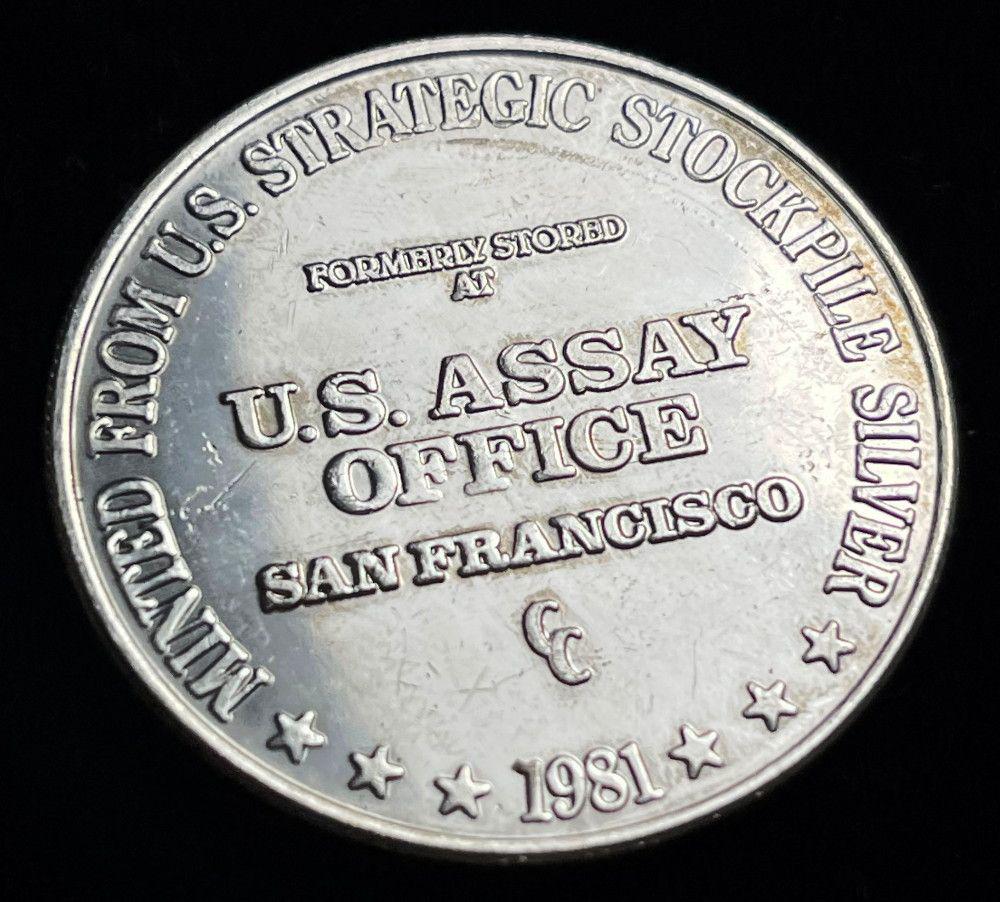 MINTED FROM U.S. STRATEGIC STOCKPILE SILVER
FORMERLY STORED
AT
U.S. ASSAY
OFFICE
SAN FRANCISCO
CC
1981